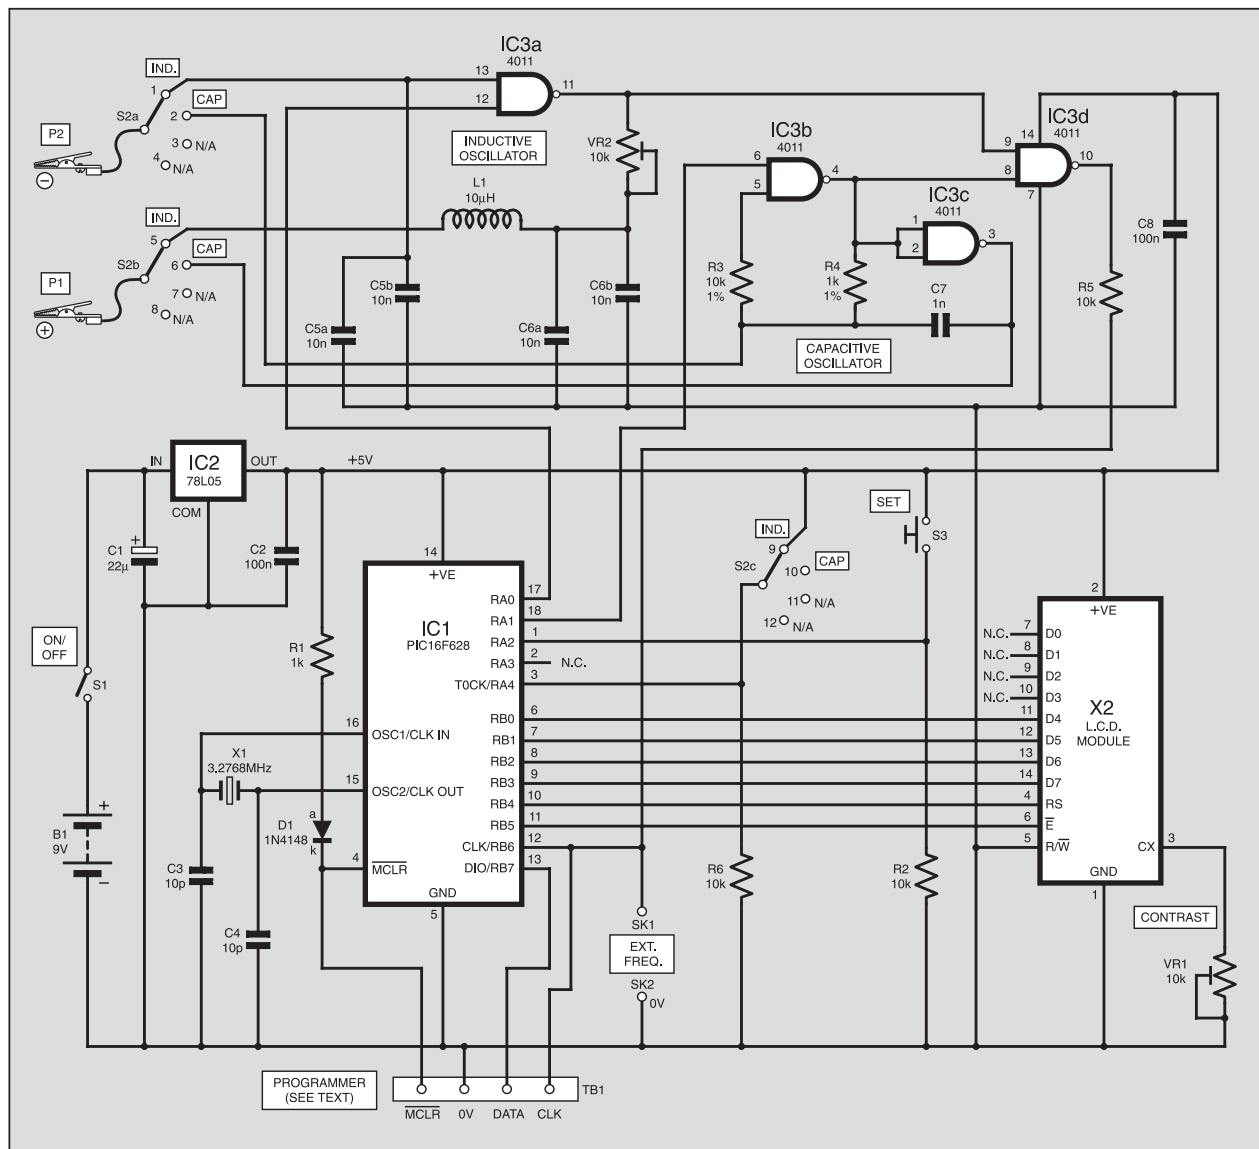 IC3a
4011
IND.
1
13
11
12
CAP
2
S2a
3
N/A
4
N/A
P2
−
INDUCTIVE
OSCILLATOR
VR2
10k
IC3b
4011
6
5
4
IC3d
14
4011
9
10
8
7
L1
10μH
IC3c
4011
1
2
3
C8
100n
IND.
5
CAP
6
S2b
7
N/A
8
N/A
P1
+
C5b
10n
C5a
10n
C6b
10n
C6a
10n
R3
10k
1%
R4
1k
1%
C7
1n
R5
10k
CAPACITIVE
OSCILLATOR
IN
IC2
78L05
OUT
COM
+5V
C1
+
22μ
C2
100n
ON/
OFF
S1
B1
9V
+
−
R1
1k
14
+VE
IC1
PIC16F628
RA0
17
RA1
18
RA2
1
RA3
2
N.C.
T0CK/RA4
3
RB0
6
RB1
7
RB2
8
RB3
9
RB4
10
RB5
11
CLK/RB6
12
DIO/RB7
13
16
OSC1/CLK IN
15
OSC2/CLK OUT
4
MCLR
GND
5
X1
3.2768MHz
D1
1N4148
a
k
C3
10p
C4
10p
IND.
9
S2c
10
CAP
11
N/A
12
N/A
SET
S3
R6
10k
R2
10k
SK1
EXT.
FREQ.
SK2
0V
2
+VE
N.C.
7
D0
N.C.
8
D1
N.C.
9
D2
N.C.
10
D3
11
D4
12
D5
13
D6
14
D7
4
RS
6
E
5
R/W
X2
L.C.D.
MODULE
CX
3
GND
1
CONTRAST
VR1
10k
PROGRAMMER
(SEE TEXT)
TB1
MCLR
0V
DATA
CLK